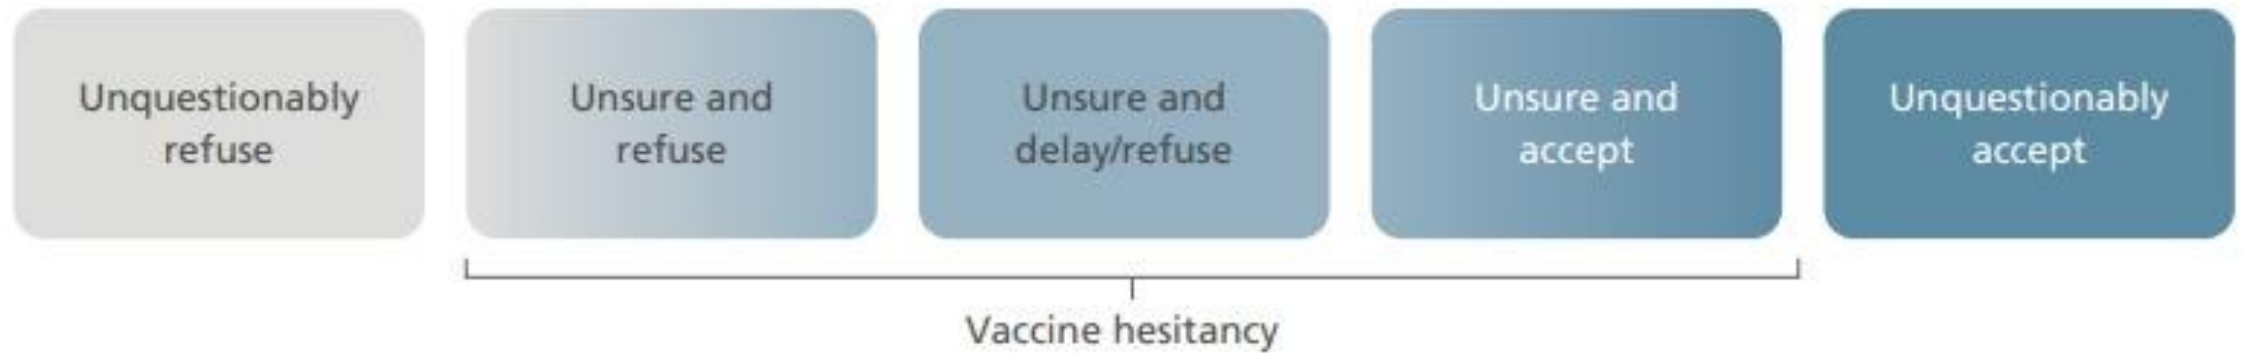 Unquestionably
refuse
Unsure and
refuse
Unsure and
delay/refuse
Unsure and
accept
Unquestionably
accept
Vaccine hesitancy